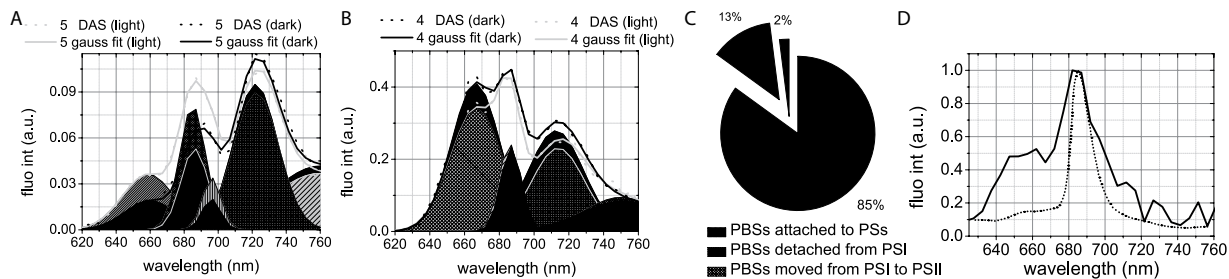 A
5 DAS (light)
5 DAS (dark)
5 gauss fit (light)
5 gauss fit (dark)
fluo int (a.u.)
0.09
0.06
0.03
0.00
620 640 660 680 700 720 740 760
wavelength (nm)
B
4 DAS (dark)
4 DAS (light)
4 gauss fit (dark)
4 gauss fit (light)
fluo int (a.u.)
0.4
0.2
0.0
620 640 660 680 700 720 740 760
wavelength (nm)
C
13%
2%
85%
PBSs attached to PSs
PBSs detached from PSI
PBSs moved from PSI to PSII
D
fluo int (a.u.)
1.0
0.8
0.6
0.4
0.2
0.0
640 660 680 700 720 740 760
wavelength (nm)